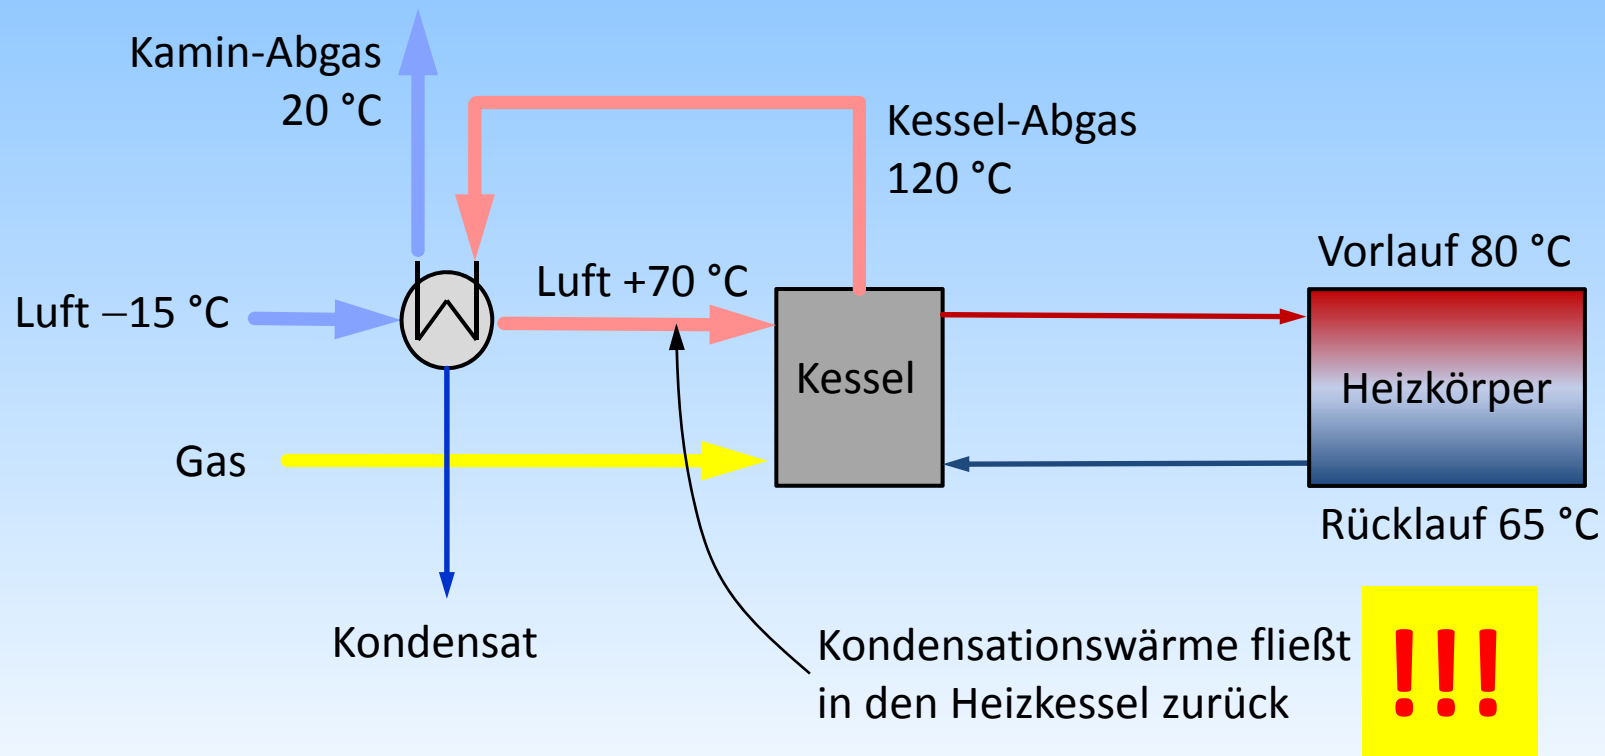 Kamin-Abgas
20 °C
Kessel-Abgas
120 °C
Vorlauf 80 °C
Luft +70 °C
Luft –15 °C
Kessel
Heizkörper
Gas
Rücklauf 65 °C
Kondensat
Kondensationswärme fließt
in den Heizkessel zurück
!!!